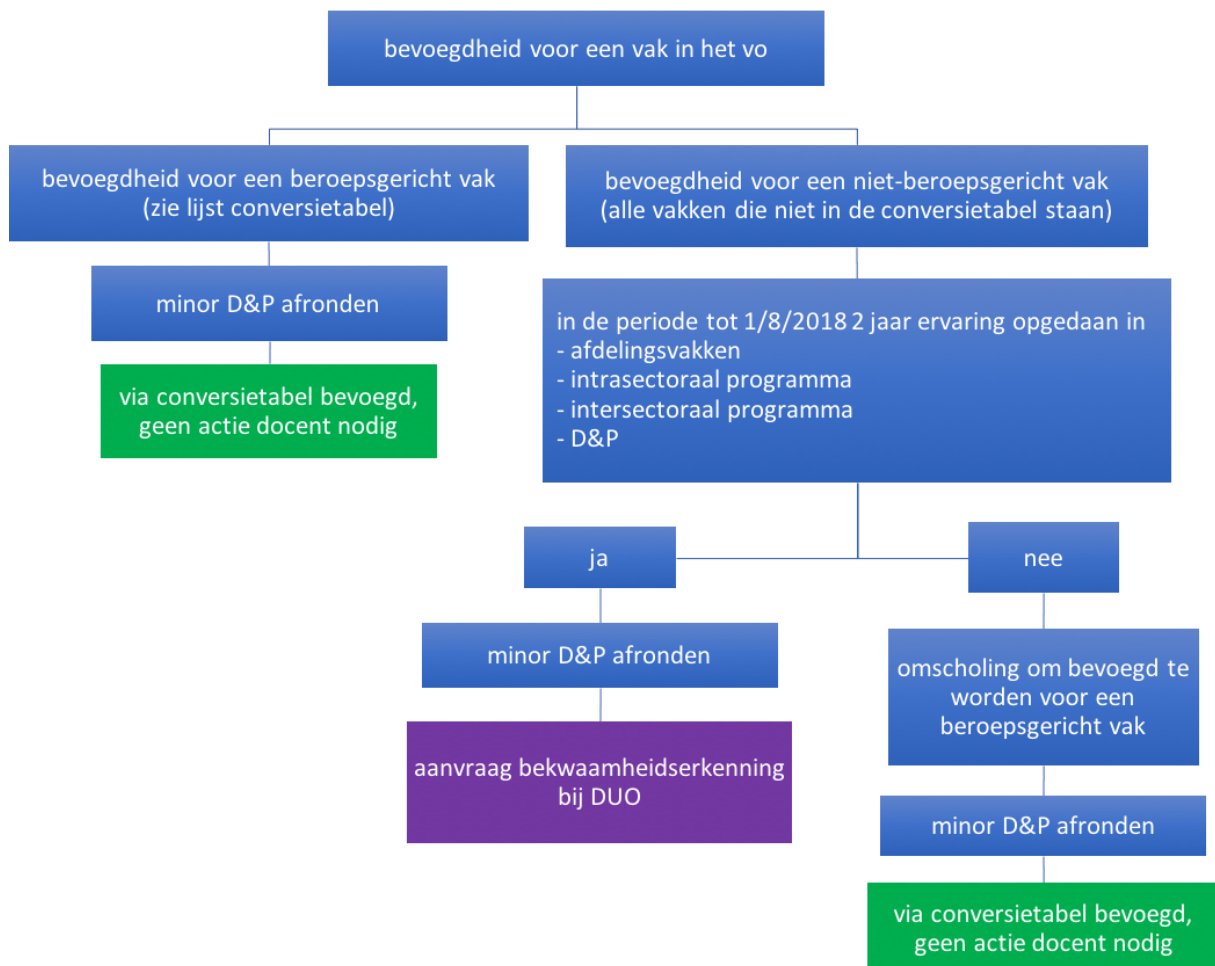 bevoegdheid voor een vak in het vo
bevoegdheid voor een beroepsgericht vak
(zie lijst conversietabel)
minor D&P afronden
via conversietabel bevoegd,
geen actie docent nodig
bevoegdheid voor een niet-beroepsgericht vak
(alle vakken die niet in de conversietabel staan)
in de periode tot 1/8/2018 2 jaar ervaring opgedaan in
- afdelingsvakken
- intrasectoraal programma
- intersectoraal programma
- D&P
ja
minor D&P afronden
aanvraag bekwaamheidserkenning
bij DUO
nee
omscholing om bevoegd te
worden voor een
beroepsgericht vak
minor D&P afronden
via conversietabel bevoegd,
geen actie docent nodig